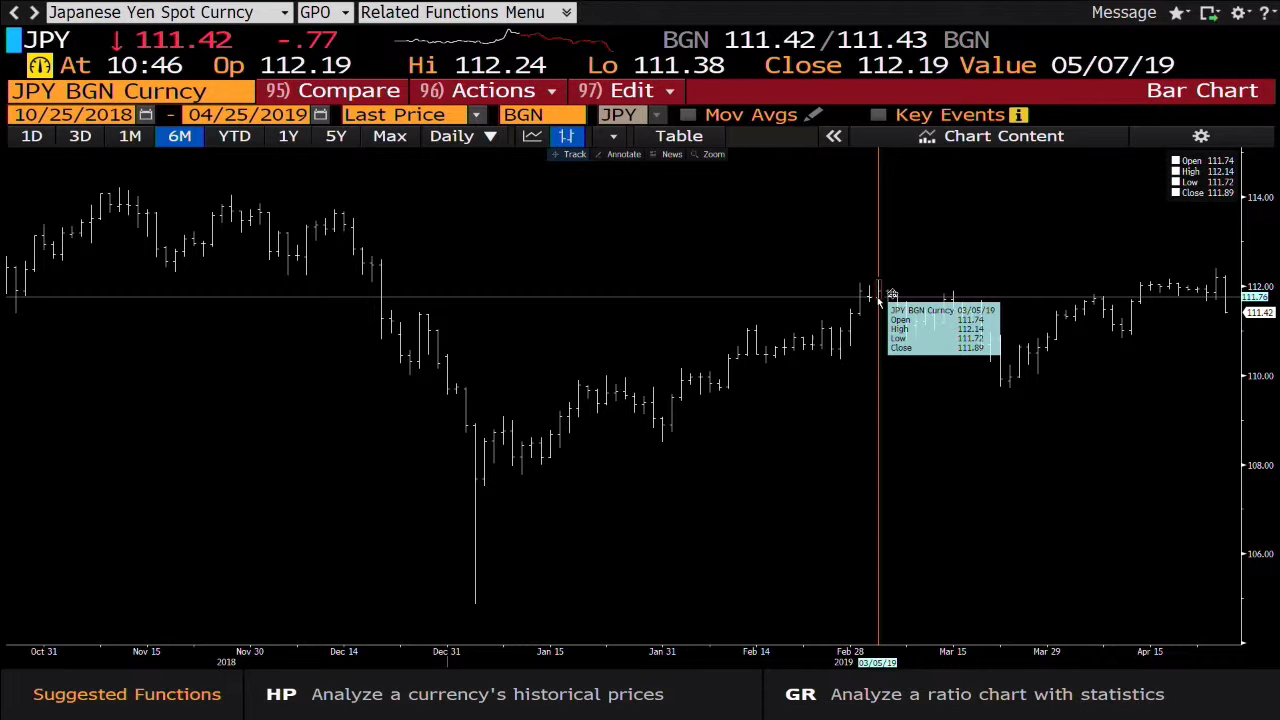 Japanese Yen Spot Curncy GPO Related Functions Menu Message ?
JPY 111.42 -.77 BGN 111.42/111.43 BGN
At 10:46 Op 112.19 Hi 112.24 Lo 111.38 Close 112.19 Value 05/07/19
JPY BGN Curncy 95) Compare 96) Actions 97) Edit Bar Chart
10/25/2018 - 04/25/2019 Last Price BGN JPY Mov Avgs Key Events i
1D 3D 1M 6M YTD 1Y 5Y Max Daily Table Chart Content
Track Annotate News Zoom
Open 111.74
High 112.14
Low 111.72
Close 111.89
114.00
112.00
111.76
111.42
110.00
108.00
106.00
JPY BGN Curncy 03/05/19
Open 111.74
High 112.14
Low 111.72
Close 111.89
Oct 31 Nov 15 Nov 30 Dec 14 Dec 31 Jan 15 Jan 31 Feb 14 Feb 28 Mar 15 Mar 29 Apr 15
2018 2019 03/05/19
Suggested Functions HP Analyze a currency's historical prices GR Analyze a ratio chart with statistics